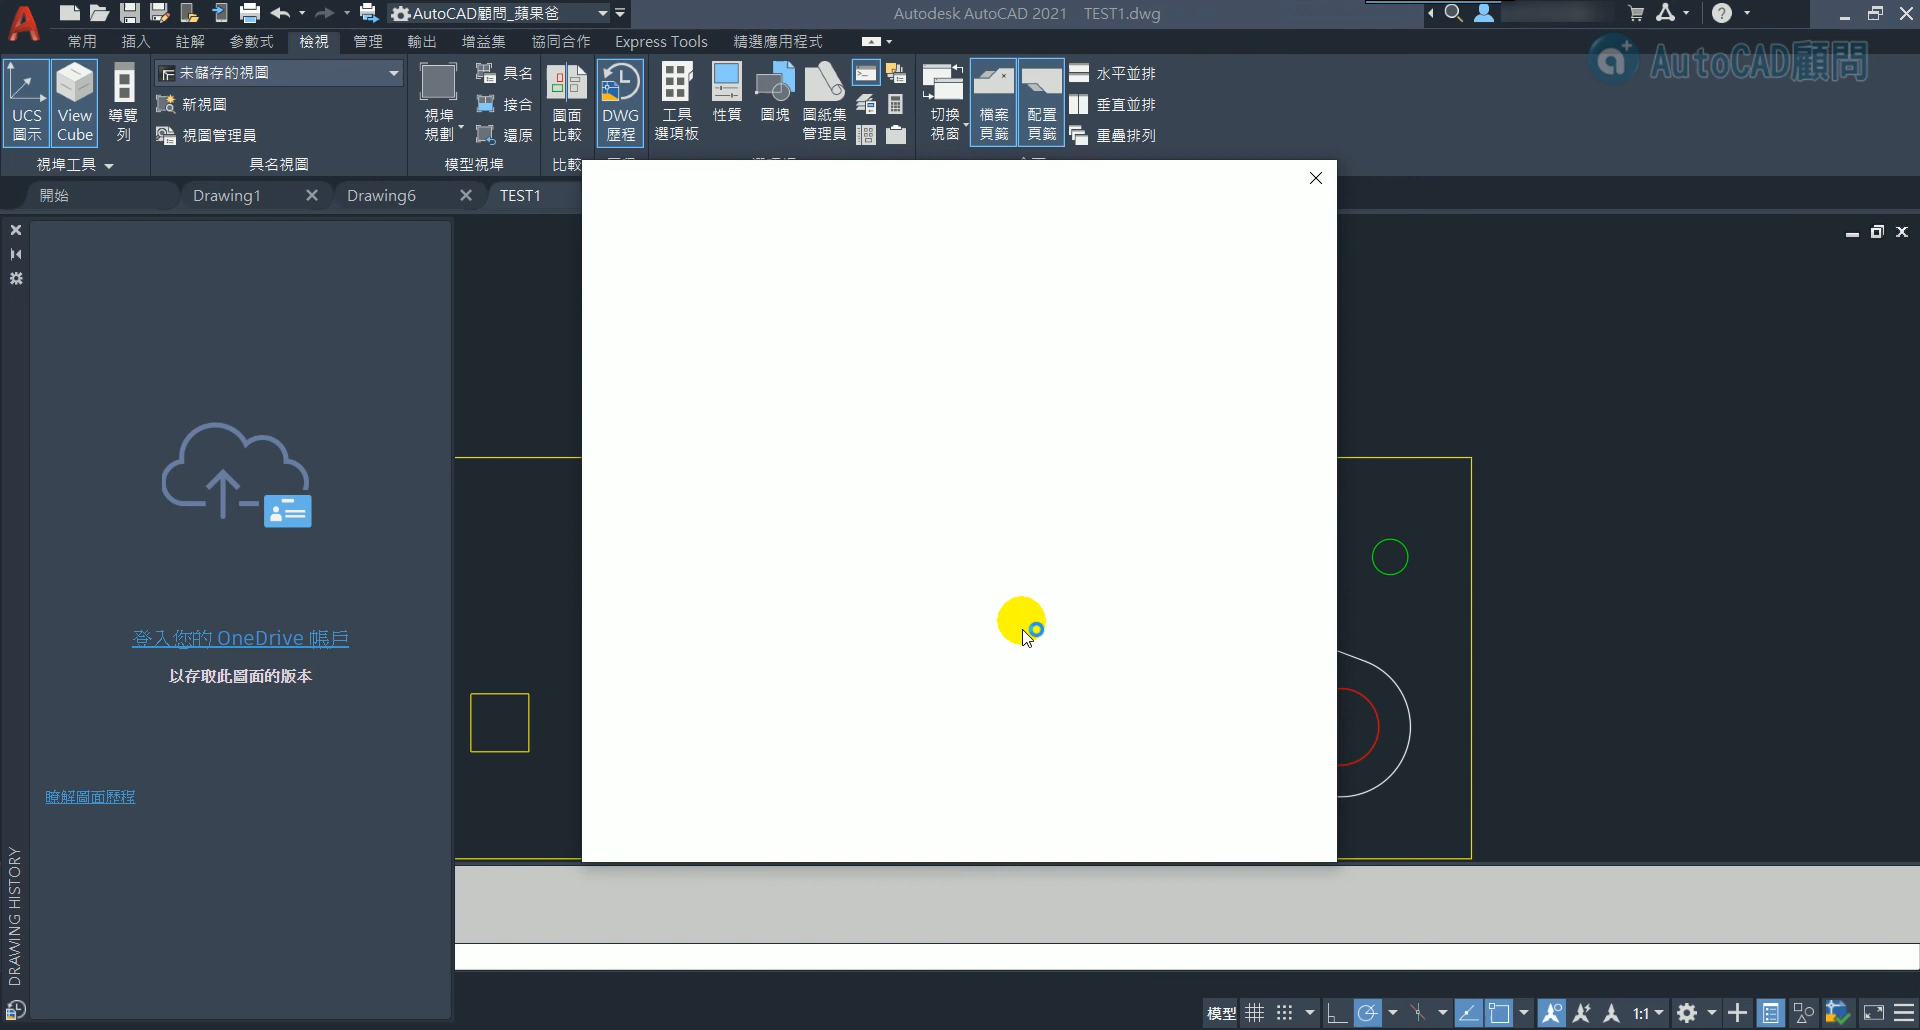 AutoCAD顧問_蘋果爸
Autodesk AutoCAD 2021 TEST1.dwg
常用 插入 註解 參數式 檢視 管理 輸出 增益集 協同合作 Express Tools 精選應用程式
AutoCAD顧問
UCS
圖示
View
Cube
導覽
列
未儲存的視圖
新視圖
視圖管理員
視埠
規劃
具名
接合
還原
圖面
比較
DWG
歷程
工具
選項板
性質
圖塊
圖紙集
管理員
切換
視窗
檔案
頁籤
配置
頁籤
水平並排
垂直並排
重疊排列
視埠工具
具名視圖
模型視埠
比較
開始
Drawing1
Drawing6
TEST1
登入您的 OneDrive 帳戶
以存取此圖面的版本
瞭解圖面歷程
DRAWING HISTORY
模型
1:1